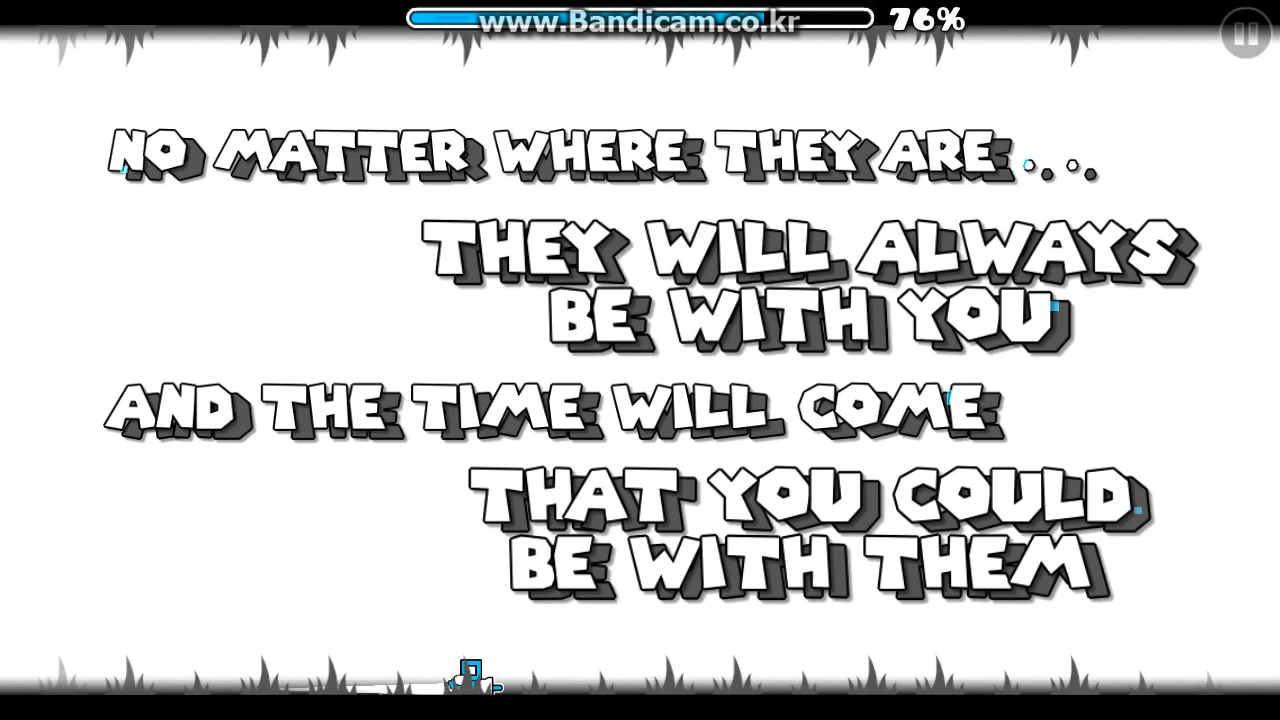 www.Bandicam.co.kr 76%
NO MATTER WHERE THEY ARE . . .
THEY WILL ALWAYS
BE WITH YOU
AND THE TIME WILL COME
THAT YOU COULD
BE WITH THEM